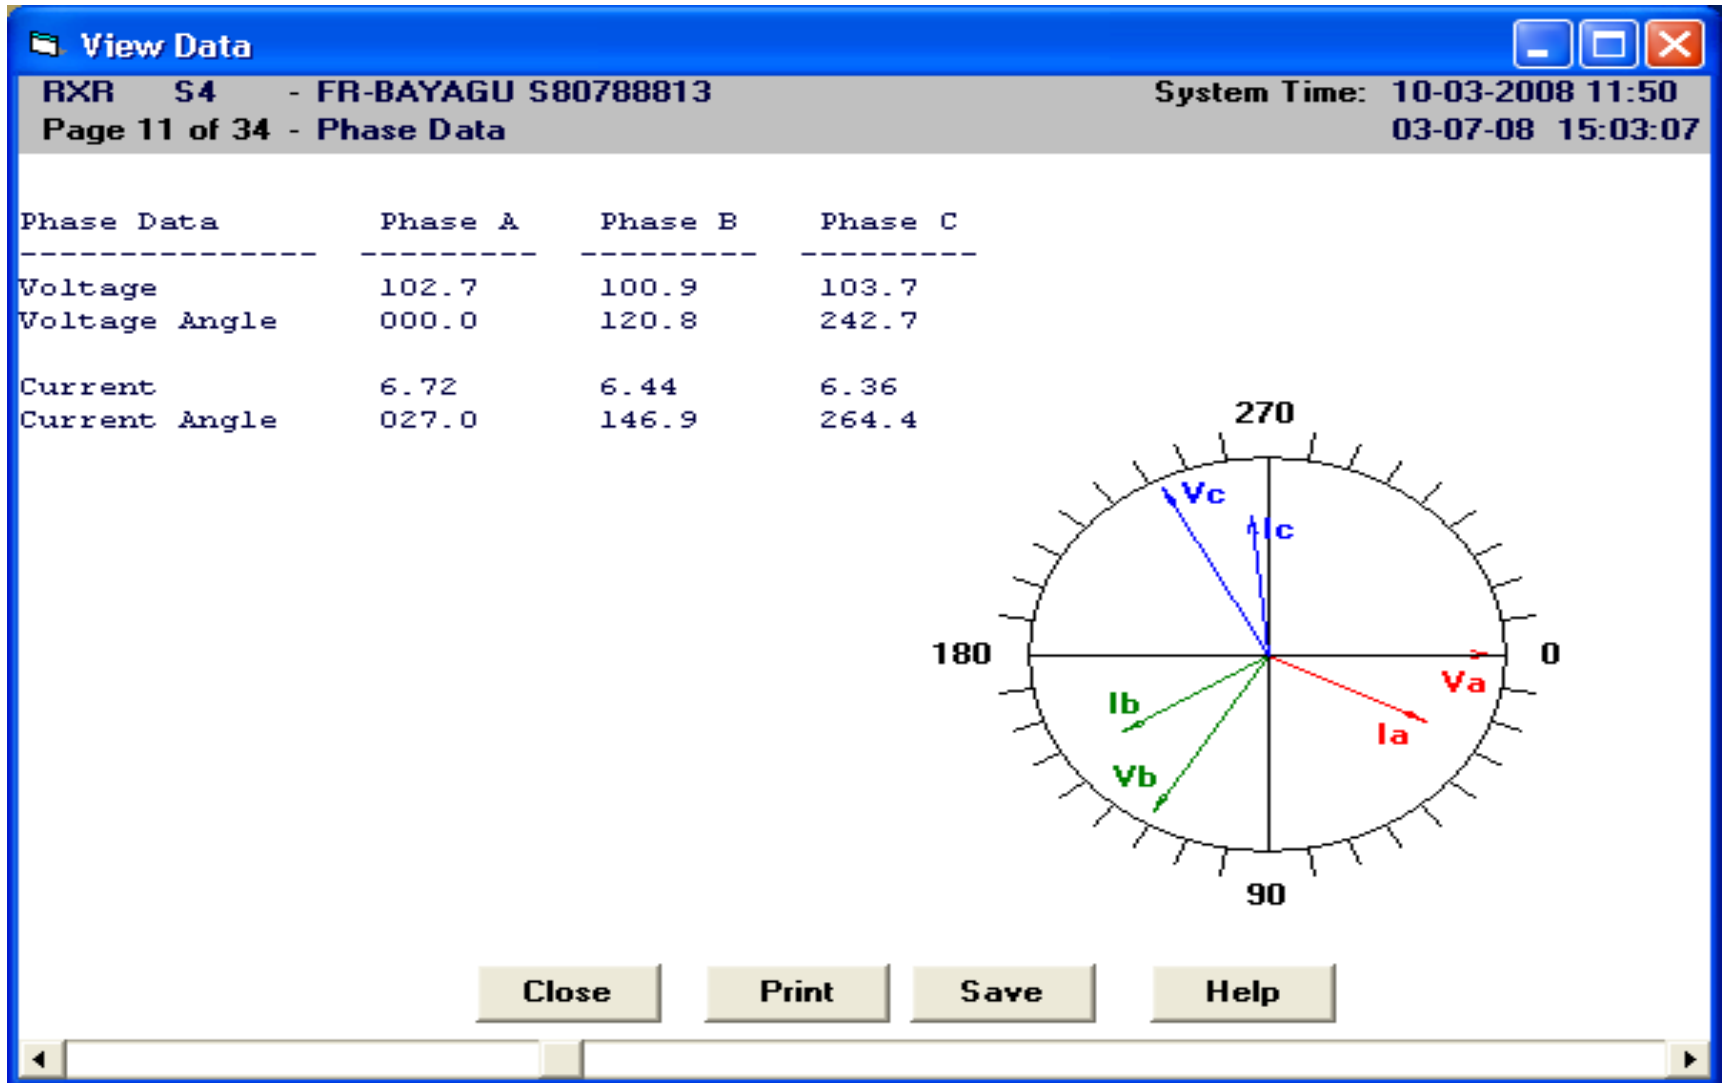 View Data
RXR S4 - FR-BAYAGU S80788813 System Time: 10-03-2008 11:50
Page 11 of 34 - Phase Data 03-07-08 15:03:07
Phase Data Phase A Phase B Phase C
--------------- --------- --------- ---------
Voltage 102.7 100.9 103.7
Voltage Angle 000.0 120.8 242.7
Current 6.72 6.44 6.36
Current Angle 027.0 146.9 264.4
270
Vc
Ic
180
0
Va
Ib
Ia
Vb
90
Close Print Save Help